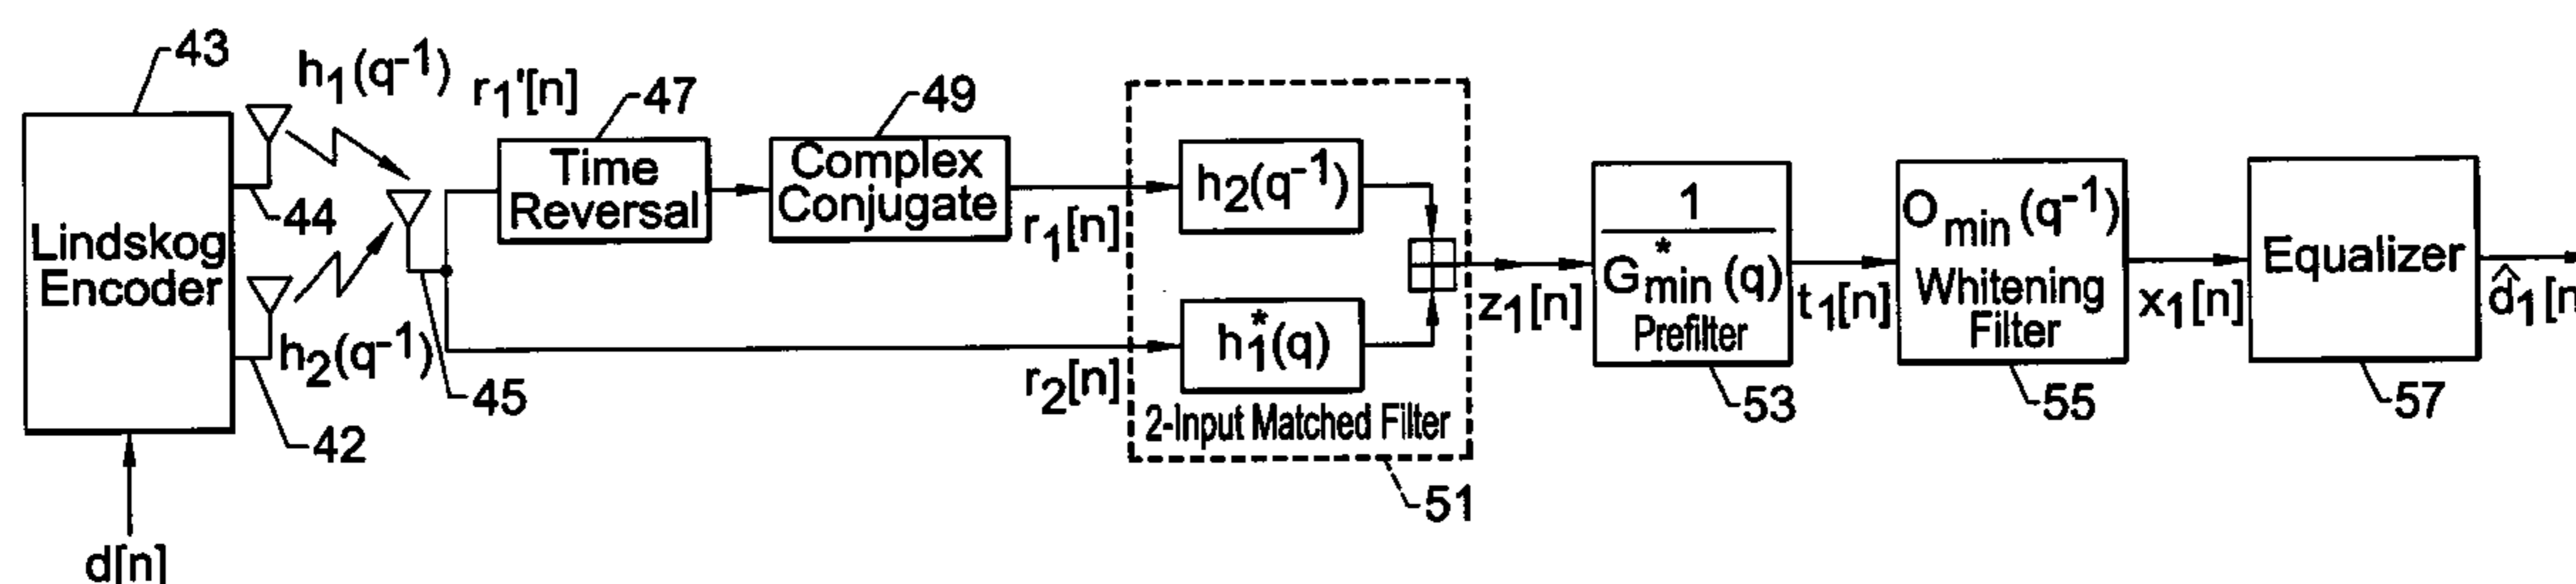 43
h1(q-1)
r1'[n]
47
49
Time
Reversal
Complex
Conjugate
h2(q-1)
1
G*min(q)
Prefilter
Omin(q-1)
Whitening
Filter
Equalizer
Lindskog
Encoder
44
r1[n]
z1[n]
t1[n]
x1[n]
d̂1[n
h2(q-1)
45
r2[n]
h*1(q)
2-Input Matched Filter
53
55
57
42
51
d[n]